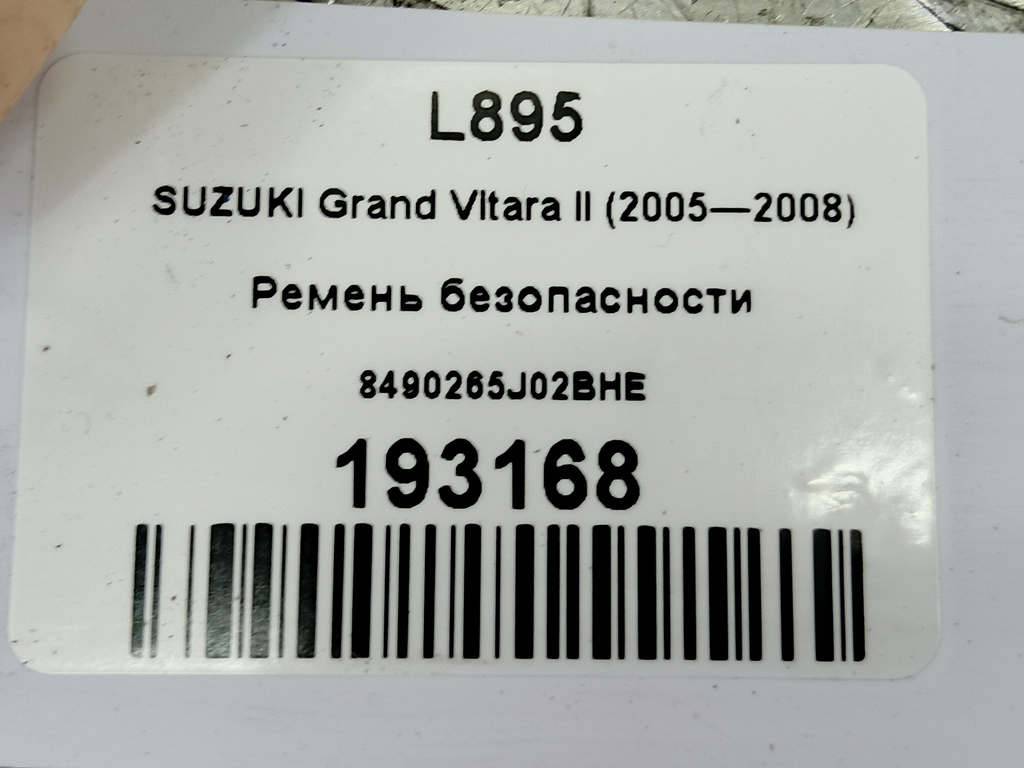 L895
SUZUKI Grand Vitara II (2005—2008)
Ремень безопасности
8490265J02BHE
193168